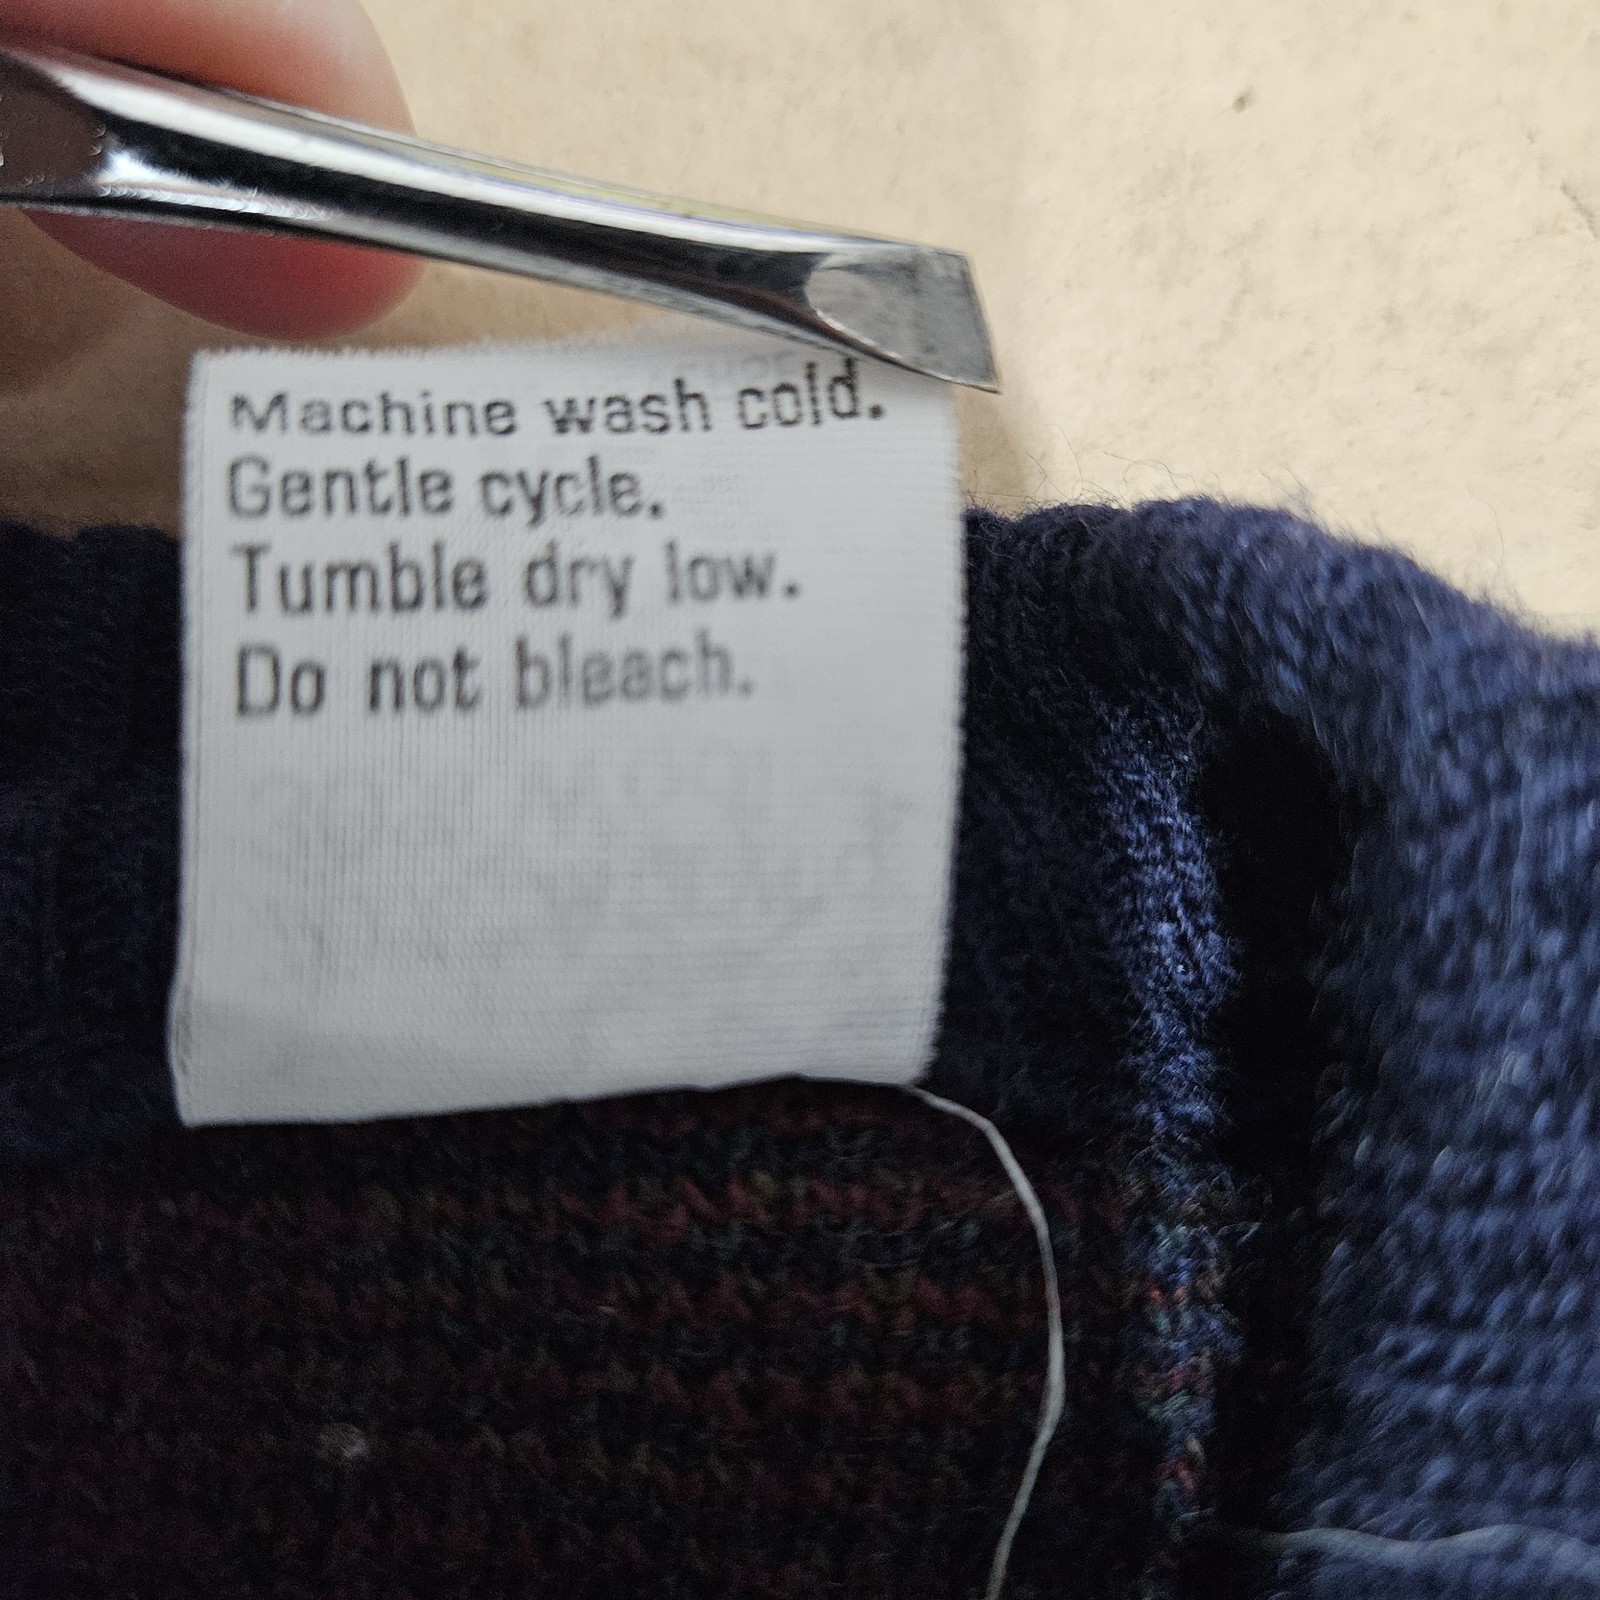 Machine wash cold.
Gentle cycle.
Tumble dry low.
Do not bleach.